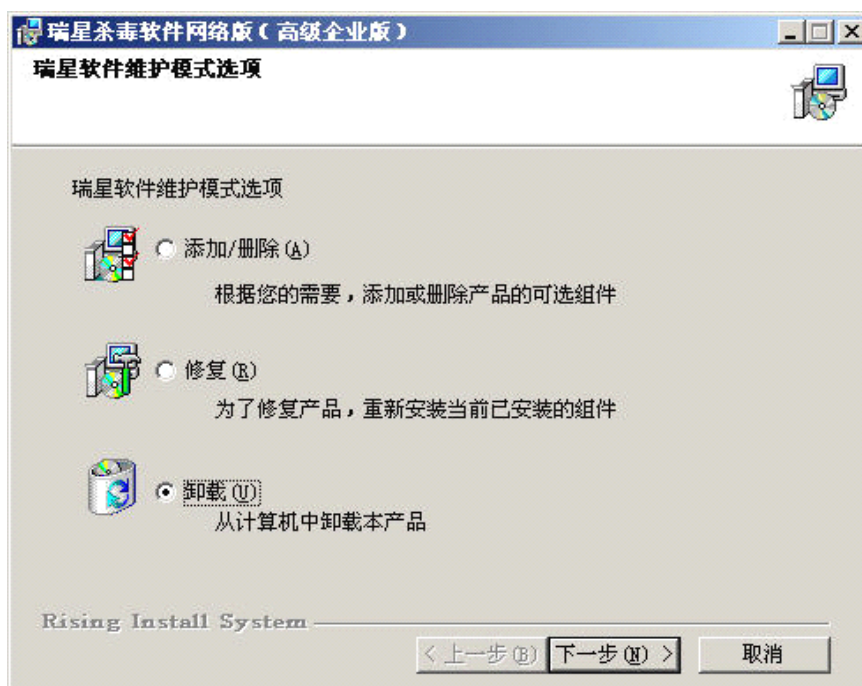 瑞星杀毒软件网络版(高级企业版)
瑞星软件维护模式选项
瑞星软件维护模式选项
添加/删除(A)
根据您的需要,添加或删除产品的可选组件
修复(R)
为了修复产品,重新安装当前已安装的组件
卸载(U)
从计算机中卸载本产品
Rising Install System
< 上一步(B) 下一步(N) > 取消